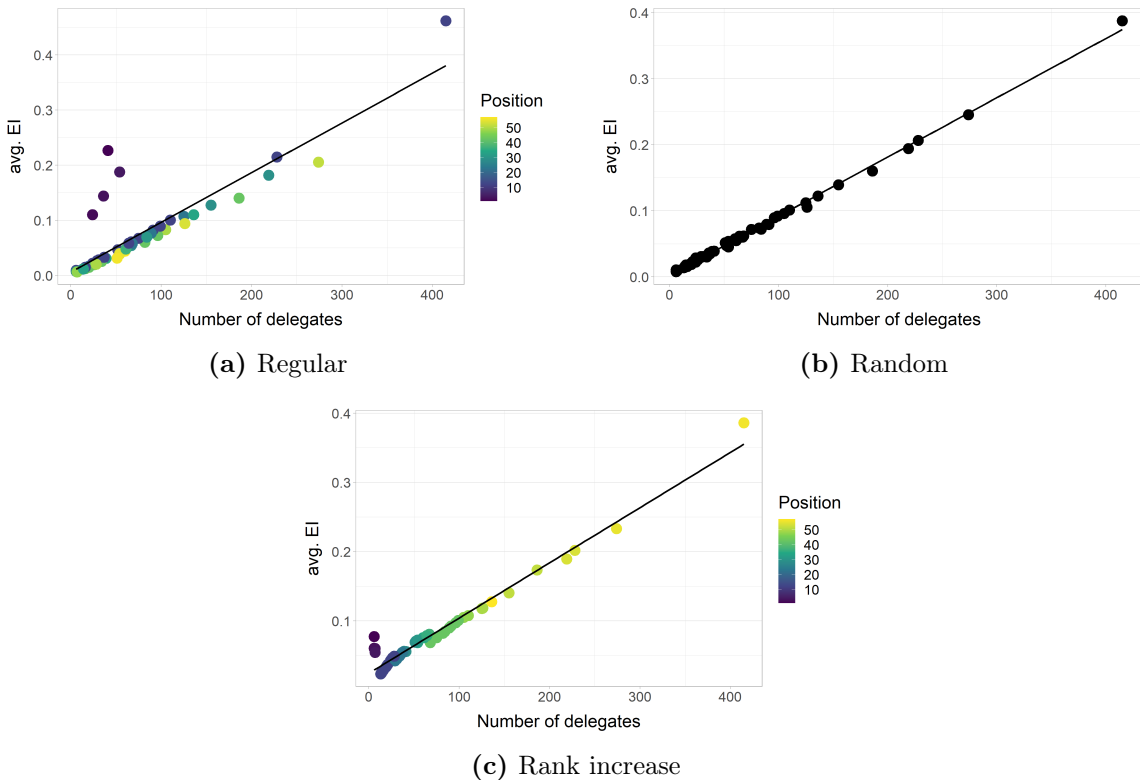 0.4
0.3
0.2
0.1
0.0
avg. EI
0 100 200 300 400
Number of delegates
Position
50
40
30
20
10
(a) Regular
0.4
0.3
0.2
0.1
0.0
avg. EI
0 100 200 300 400
Number of delegates
(b) Random
0.4
0.3
0.2
0.1
avg. EI
0 100 200 300 400
Number of delegates
Position
50
40
30
20
10
(c) Rank increase